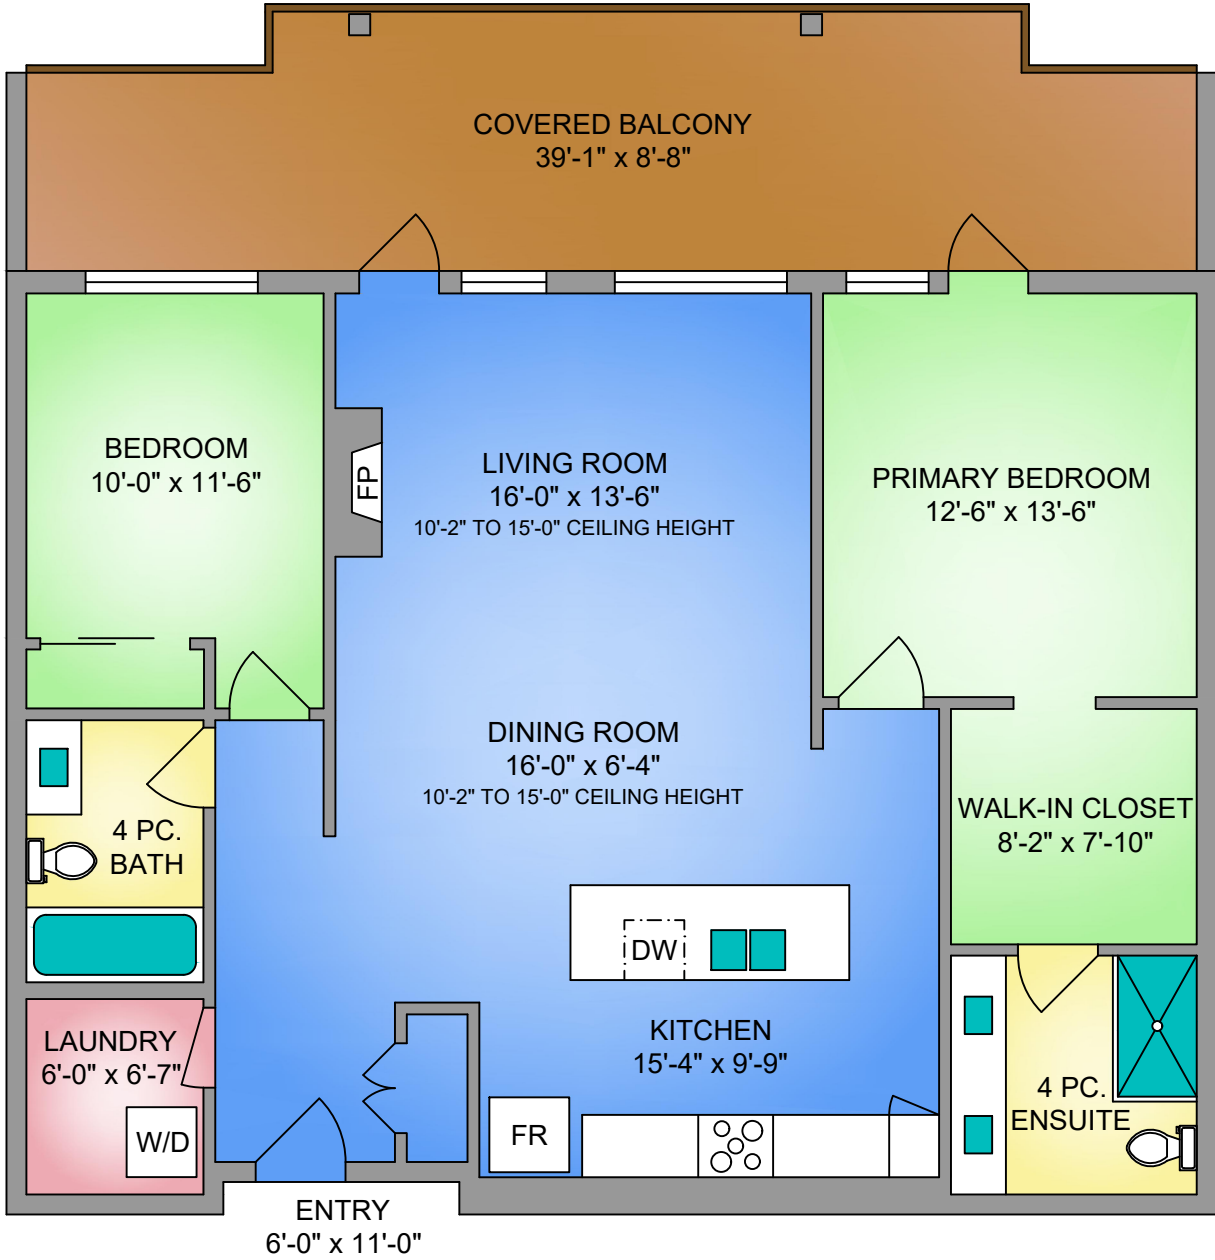 COVERED BALCONY
39'-1" x 8'-8"
BEDROOM
10'-0" x 11'-6"
FP
LIVING ROOM
16'-0" x 13'-6"
10'-2" TO 15'-0" CEILING HEIGHT
PRIMARY BEDROOM
12'-6" x 13'-6"
DINING ROOM
16'-0" x 6'-4"
10'-2" TO 15'-0" CEILING HEIGHT
WALK-IN CLOSET
8'-2" x 7'-10"
4 PC.
BATH
DW
LAUNDRY
6'-0" x 6'-7"
W/D
KITCHEN
15'-4" x 9'-9"
FR
4 PC.
ENSUITE
ENTRY
6'-0" x 11'-0"